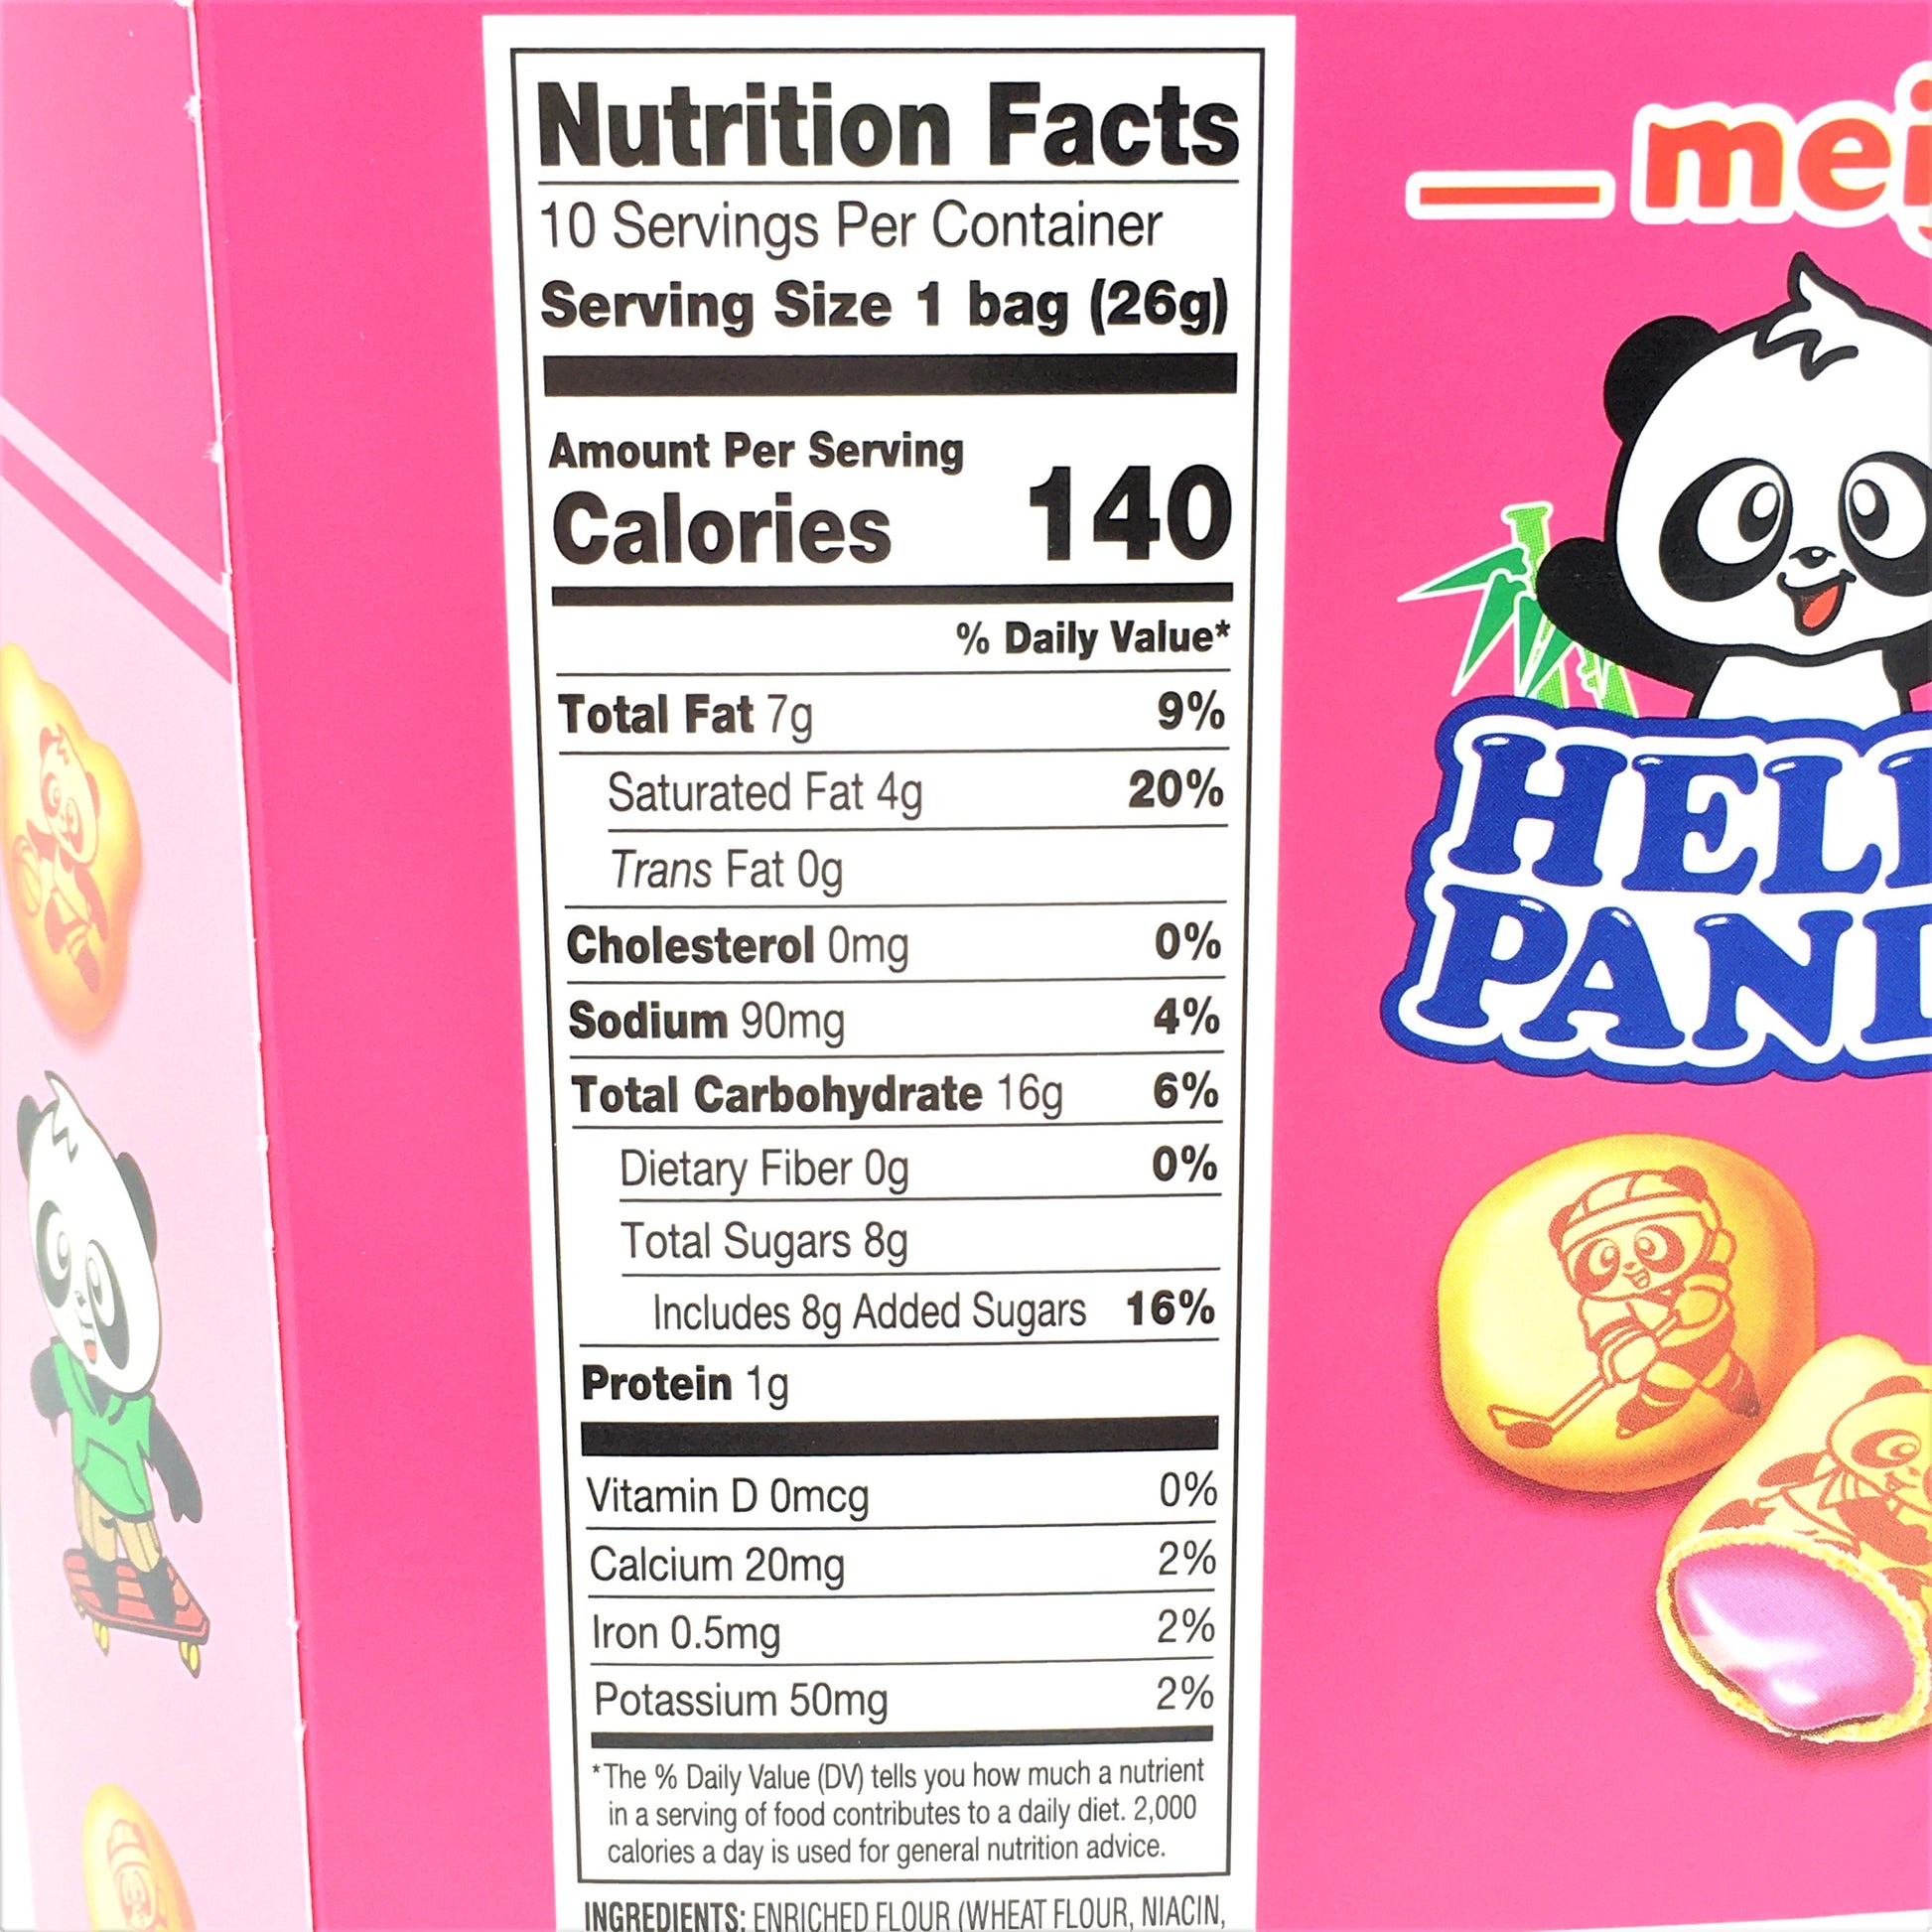 Nutrition Facts
10 Servings Per Container
Serving Size 1 bag (26g)
Amount Per Serving
Calories 140
% Daily Value*
Total Fat 7g 9%
Saturated Fat 4g 20%
Trans Fat 0g
Cholesterol 0mg 0%
Sodium 90mg 4%
Total Carbohydrate 16g 6%
Dietary Fiber 0g 0%
Total Sugars 8g
Includes 8g Added Sugars 16%
Protein 1g
Vitamin D 0mcg 0%
Calcium 20mg 2%
Iron 0.5mg 2%
Potassium 50mg 2%
*The % Daily Value (DV) tells you how much a nutrient
in a serving of food contributes to a daily diet. 2,000
calories a day is used for general nutrition advice.
INGREDIENTS: ENRICHED FLOUR (WHEAT FLOUR, NIACIN,